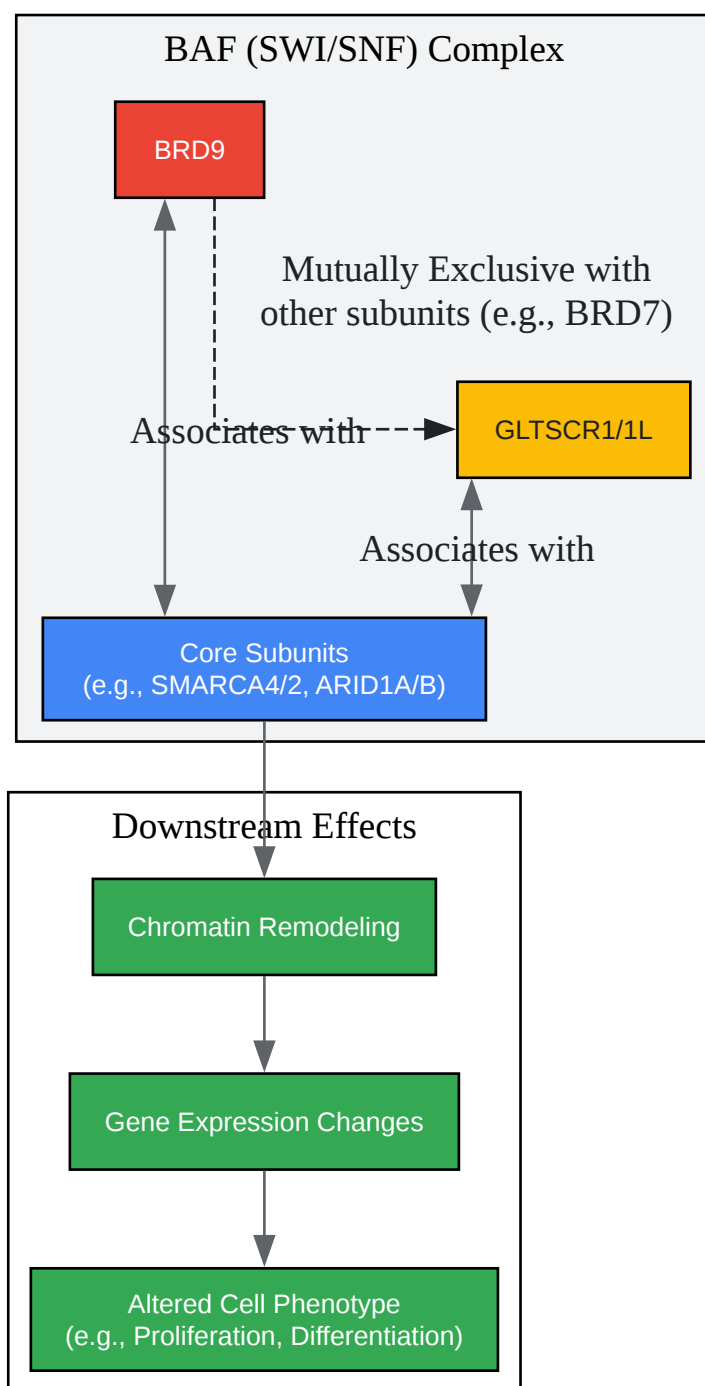 BAF (SWI/SNF) Complex
BRD9
Mutually Exclusive with
other subunits (e.g., BRD7)
Associates with
GLTSCR1/1L
Associates with
Core Subunits
(e.g., SMARCA4/2, ARID1A/B)
Downstream Effects
Chromatin Remodeling
Gene Expression Changes
Altered Cell Phenotype
(e.g., Proliferation, Differentiation)